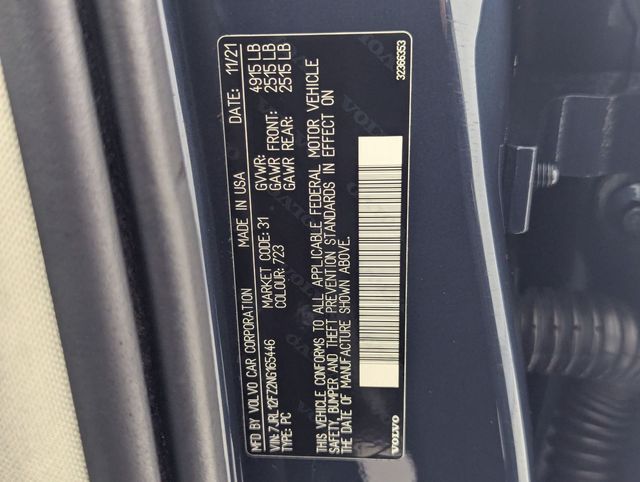 MFD BY VOLVO CAR CORPORATION MADE IN USA DATE: 11/21
VIN: 7JRL12FZ2NG165446 GVWR: 4915 LB
TYPE: PC MARKET CODE: 31 GAWR FRONT: 2515 LB
COLOUR: 723 GAWR REAR: 2515 LB
THIS VEHICLE CONFORMS TO ALL APPLICABLE FEDERAL MOTOR VEHICLE
SAFETY, BUMPER AND THEFT PREVENTION STANDARDS IN EFFECT ON
THE DATE OF MANUFACTURE SHOWN ABOVE.
VOLVO 32366353